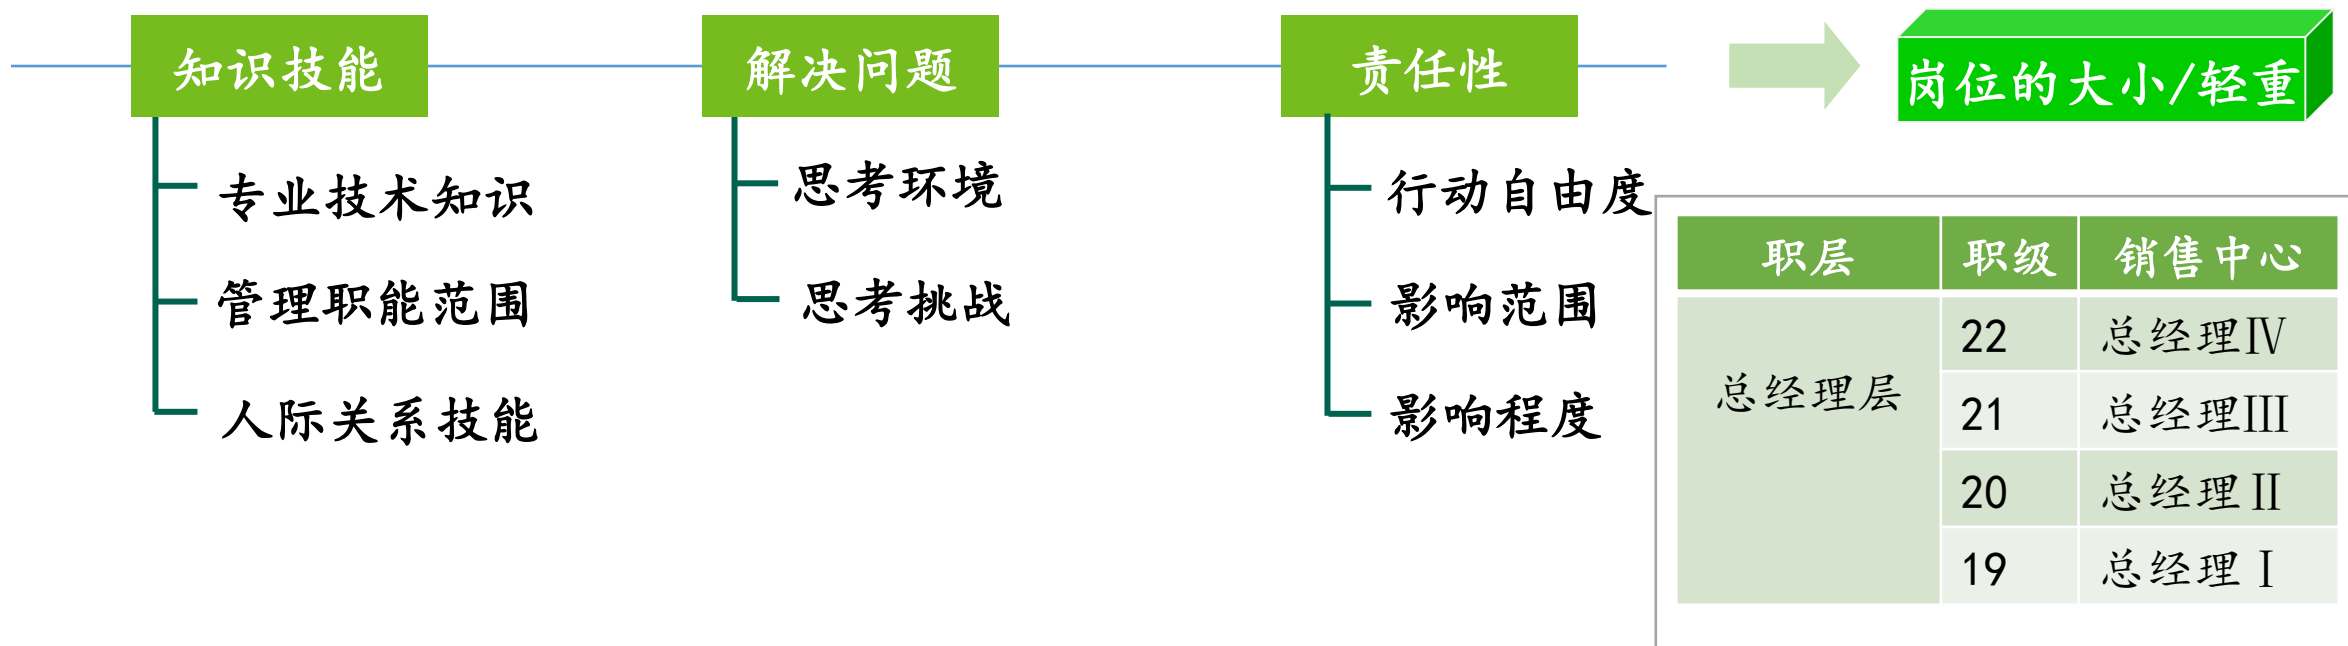 知识技能
解决问题
责任性
岗位的大小/轻重
专业技术知识
管理职能范围
人际关系技能
思考环境
思考挑战
行动自由度
影响范围
影响程度
职层 职级 销售中心
总经理层
22 总经理Ⅳ
21 总经理Ⅲ
20 总经理Ⅱ
19 总经理Ⅰ